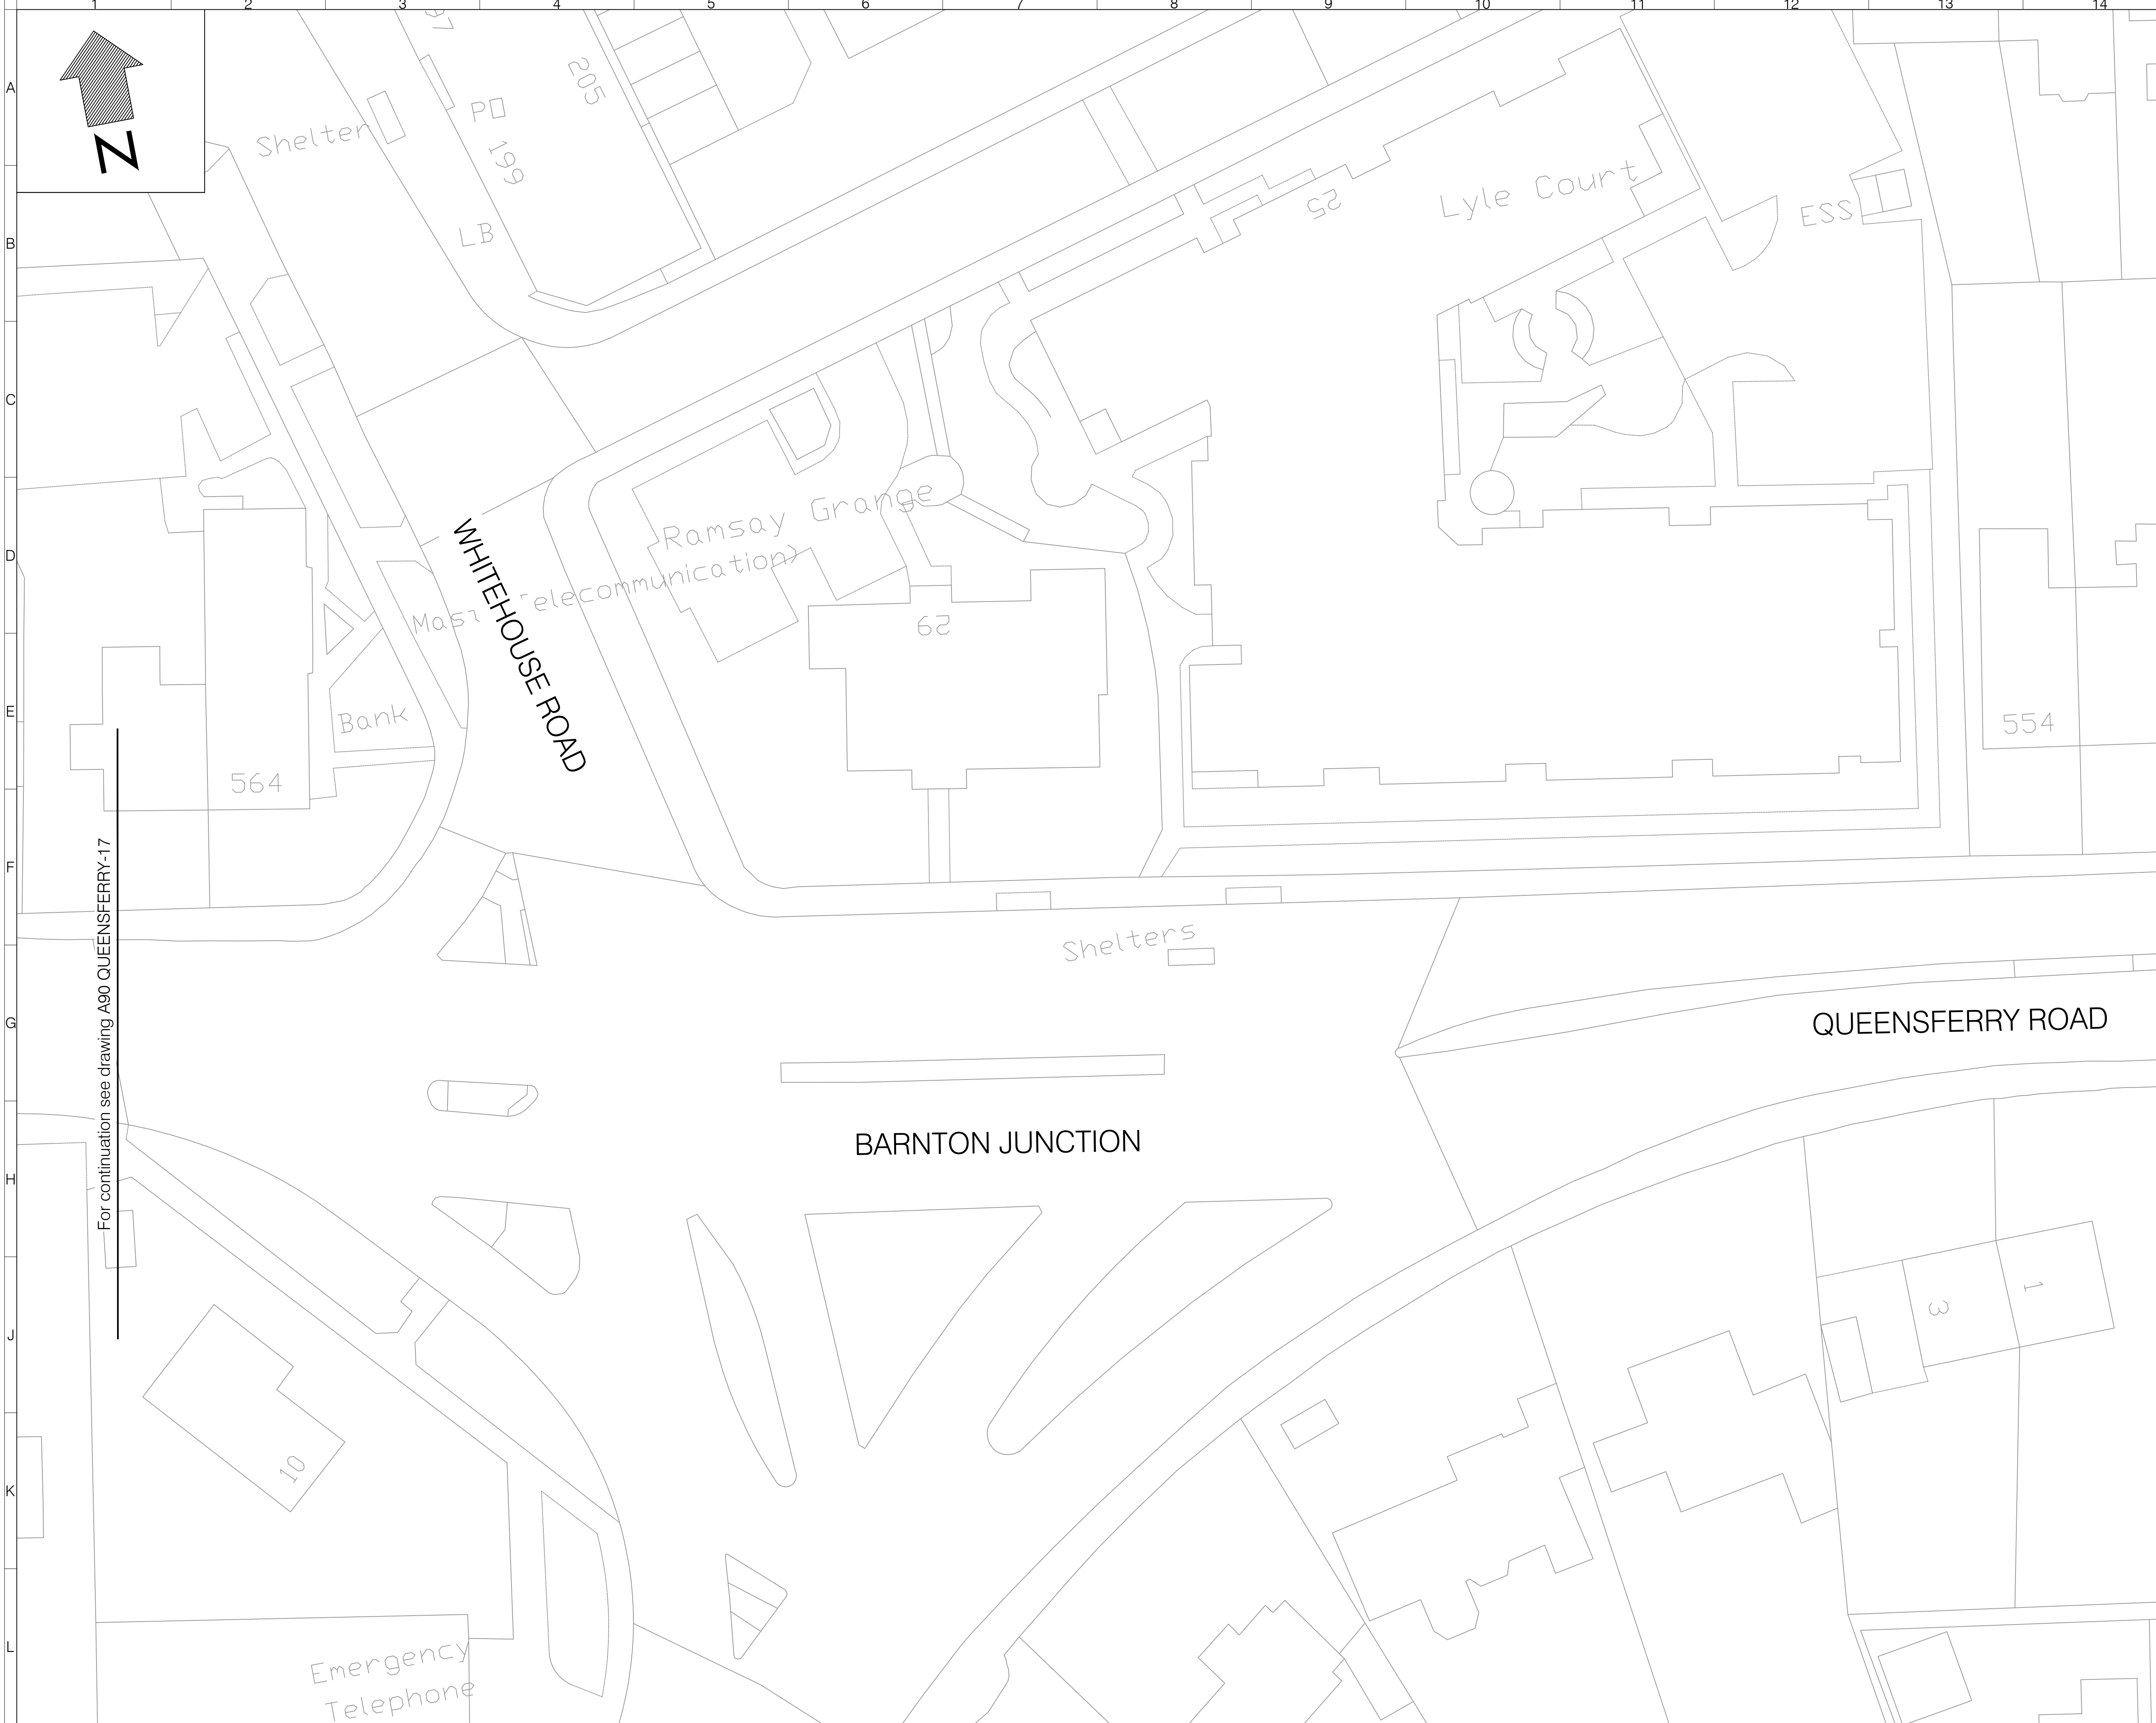 1 2 3 4 5 6 7 8 9 10 11 12 13 14
A
B
C
D
E
F
G
H
J
K
L
N
Shelter
P
199
205
LB
25
Lyle Court
ESS
Ramsay Grange
Mast Telecommunication)
62
WHITEHOUSE ROAD
Bank
564
554
For continuation see drawing A90 QUEENSFERRY-17
Shelters
QUEENSFERRY ROAD
BARNTON JUNCTION
3
1
10
Emergency
Telephone